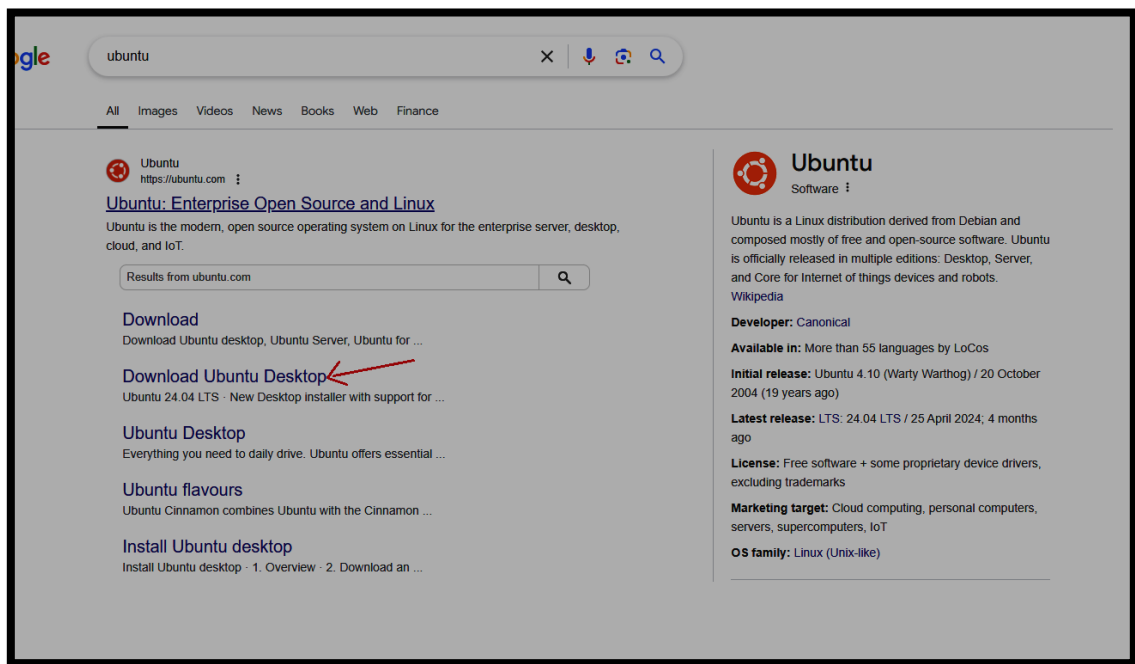 ogle
ubuntu
All Images Videos News Books Web Finance
Ubuntu
https://ubuntu.com
Ubuntu: Enterprise Open Source and Linux
Ubuntu is the modern, open source operating system on Linux for the enterprise server, desktop,
cloud, and IoT.
Results from ubuntu.com
Download
Download Ubuntu desktop, Ubuntu Server, Ubuntu for ...
Download Ubuntu Desktop
Ubuntu 24.04 LTS · New Desktop installer with support for ...
Ubuntu Desktop
Everything you need to daily drive. Ubuntu offers essential ...
Ubuntu flavours
Ubuntu Cinnamon combines Ubuntu with the Cinnamon ...
Install Ubuntu desktop
Install Ubuntu desktop · 1. Overview · 2. Download an ...
Ubuntu
Software
Ubuntu is a Linux distribution derived from Debian and
composed mostly of free and open-source software. Ubuntu
is officially released in multiple editions: Desktop, Server,
and Core for Internet of things devices and robots.
Wikipedia
Developer: Canonical
Available in: More than 55 languages by LoCos
Initial release: Ubuntu 4.10 (Warty Warthog) / 20 October
2004 (19 years ago)
Latest release: LTS: 24.04 LTS / 25 April 2024; 4 months
ago
License: Free software + some proprietary device drivers,
excluding trademarks
Marketing target: Cloud computing, personal computers,
servers, supercomputers, IoT
OS family: Linux (Unix-like)